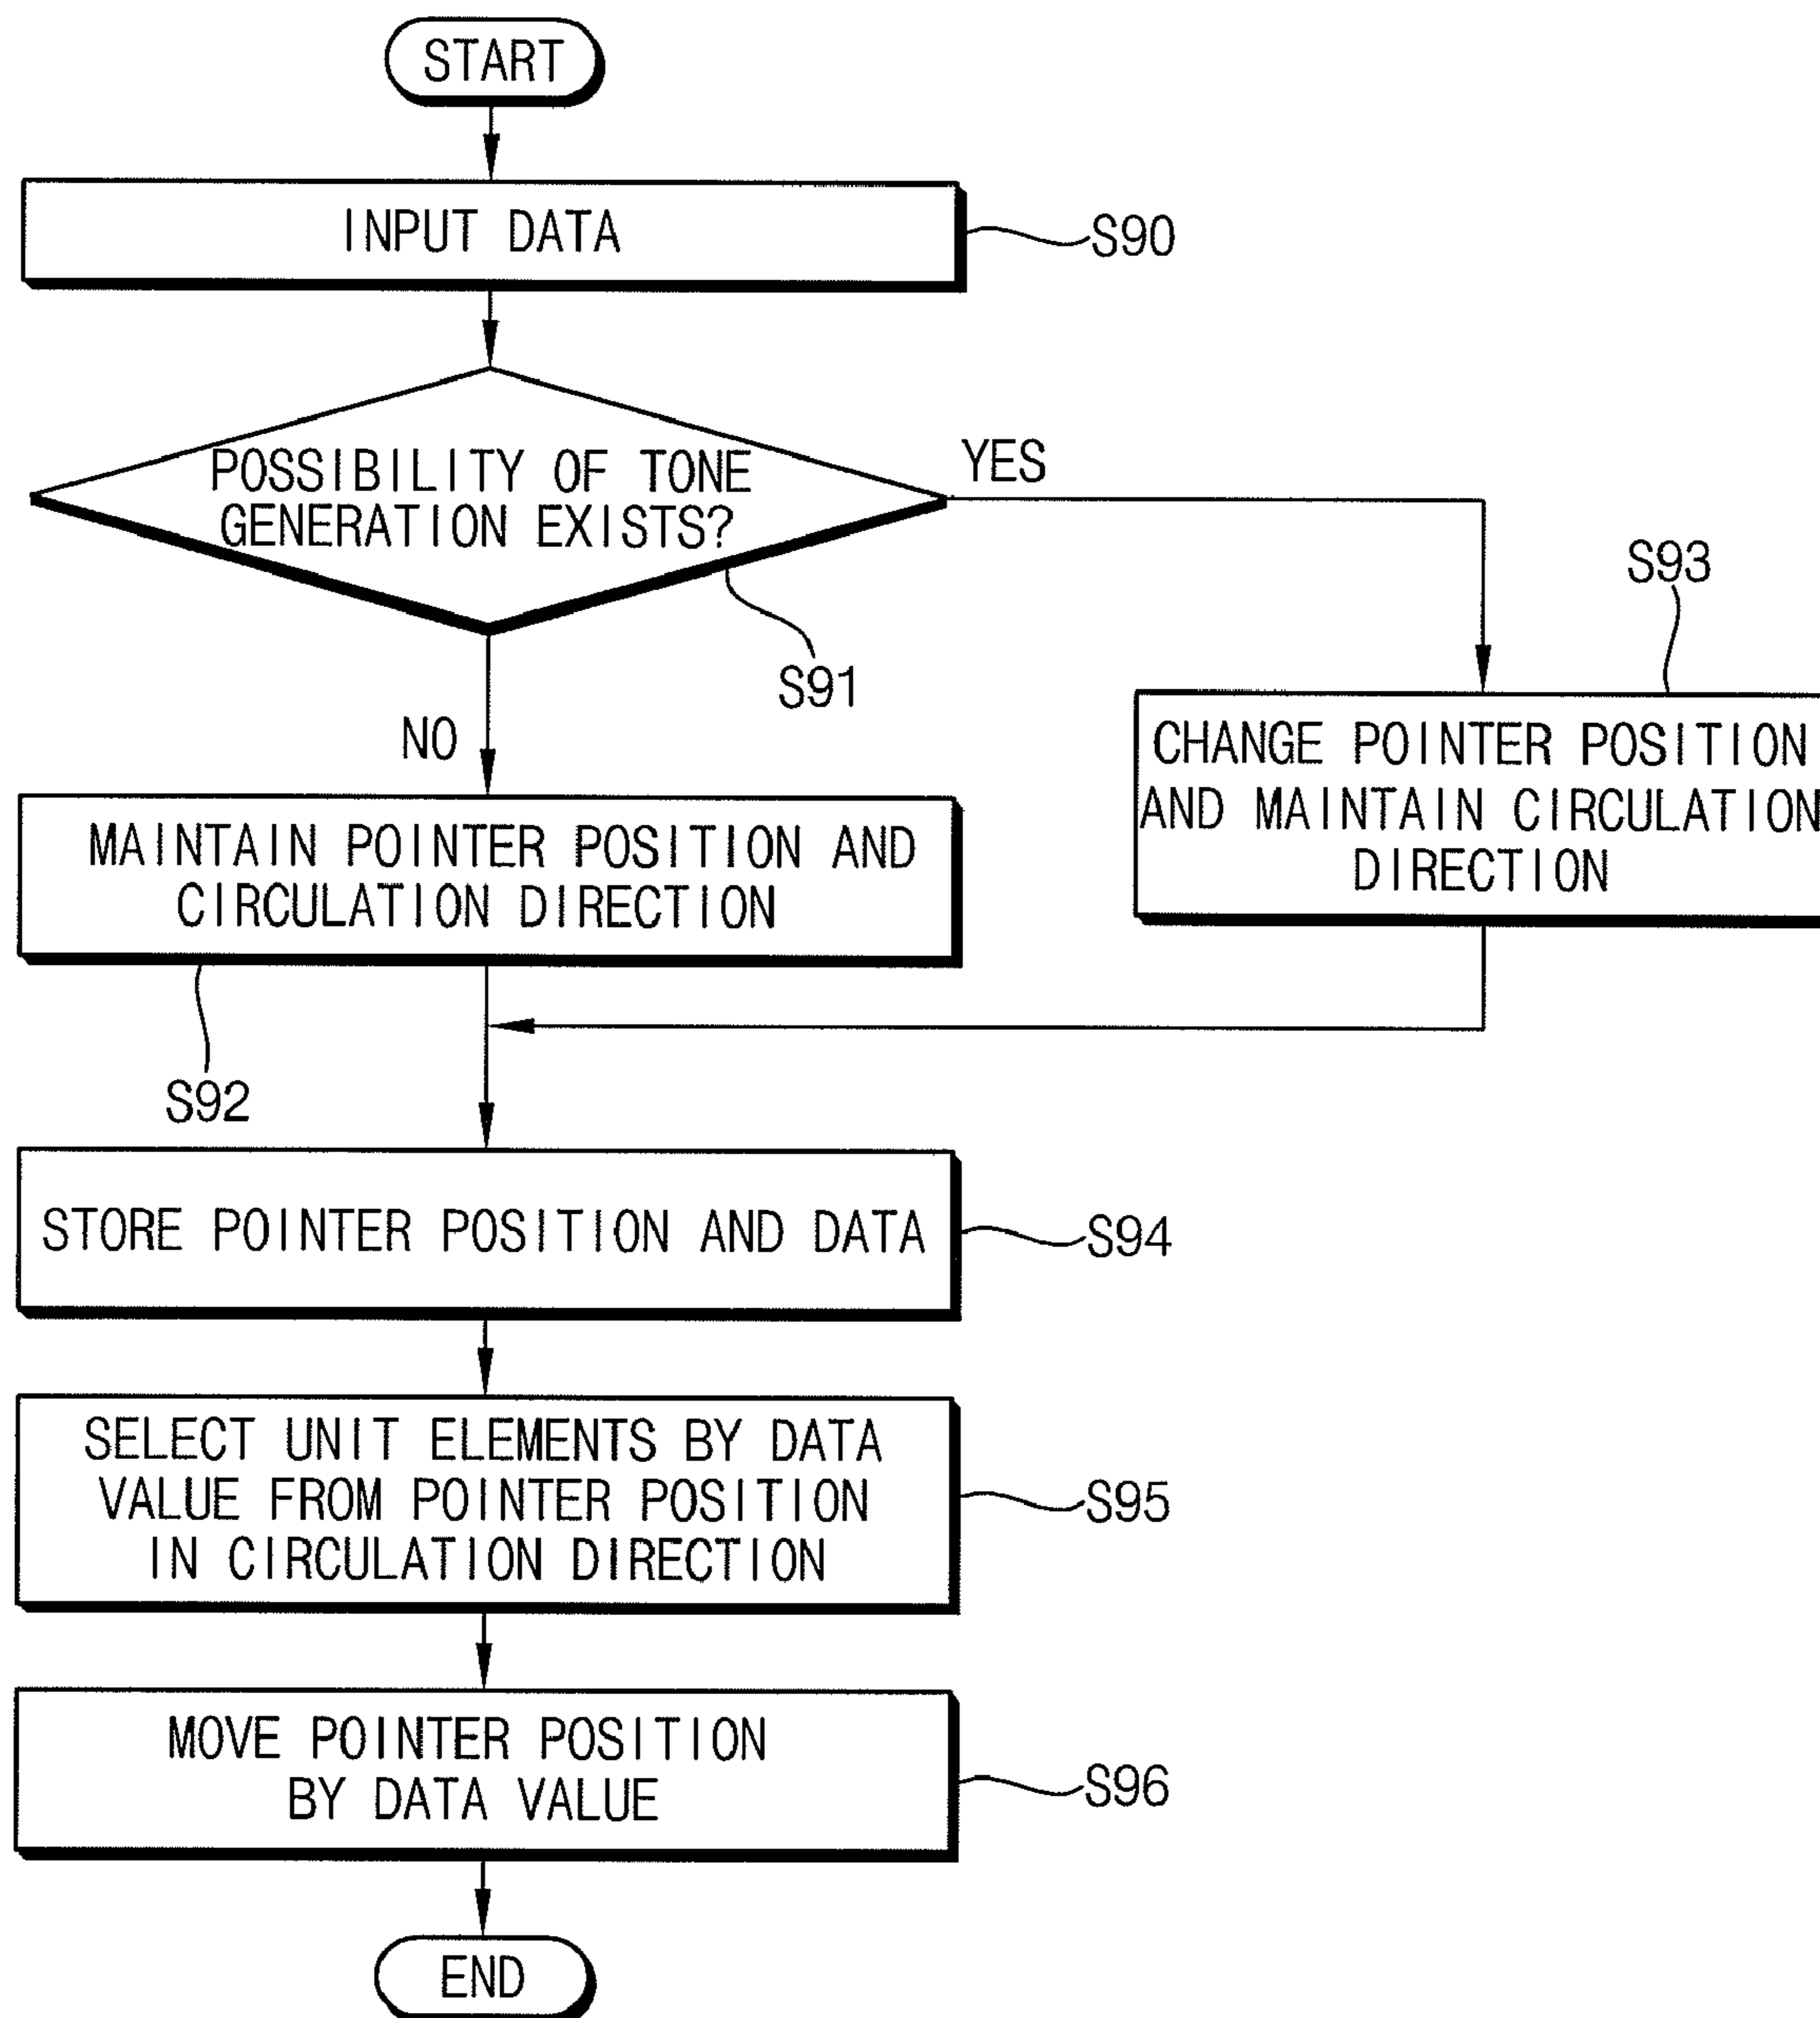 START
INPUT DATA
S90
POSSIBILITY OF TONE
GENERATION EXISTS?
YES
S91
NO
S93
CHANGE POINTER POSITION
AND MAINTAIN CIRCULATION
DIRECTION
MAINTAIN POINTER POSITION AND
CIRCULATION DIRECTION
S92
STORE POINTER POSITION AND DATA
S94
SELECT UNIT ELEMENTS BY DATA
VALUE FROM POINTER POSITION
IN CIRCULATION DIRECTION
S95
MOVE POINTER POSITION
BY DATA VALUE
S96
END